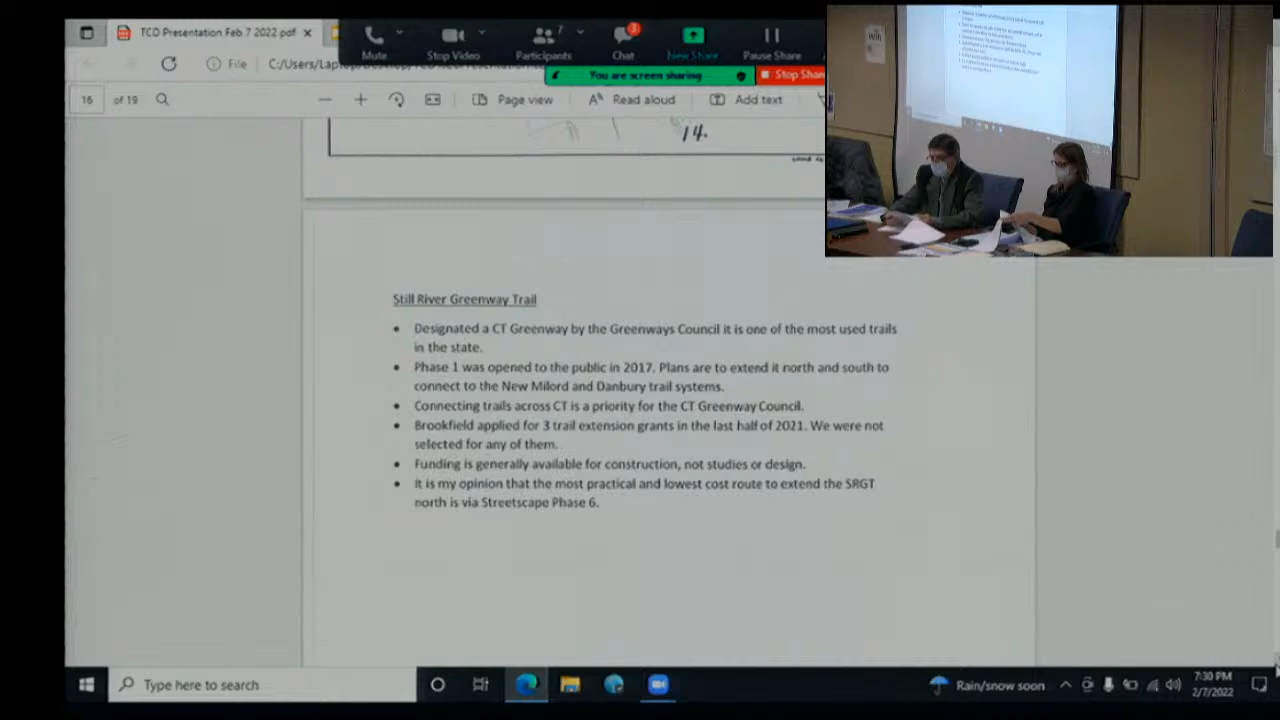 TCD Presentation Feb 7 2022.pdf
Mute
Stop Video
7
Participants
3
Chat
New Share
Pause Share
File
You are screen sharing
16
of 19
Page view
Read aloud
Add text
14.
Wifi
Still River Greenway Trail
• Designated a CT Greenway by the Greenways Council it is one of the most used trails
in the state.
• Phase 1 was opened to the public in 2017. Plans are to extend it north and south to
connect to the New Milord and Danbury trail systems.
• Connecting trails across CT is a priority for the CT Greenway Council.
• Brookfield applied for 3 trail extension grants in the last half of 2021. We were not
selected for any of them.
• Funding is generally available for construction, not studies or design.
• It is my opinion that the most practical and lowest cost route to extend the SRGT
north is via Streetscape Phase 6.
Type here to search
Rain/snow soon
7:30 PM
2/7/2022